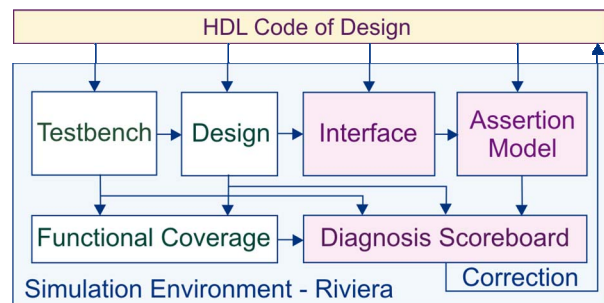 HDL Code of Design
Testbench
Design
Interface
Assertion
Model
Functional Coverage
Diagnosis Scoreboard
Correction
Simulation Environment - Riviera